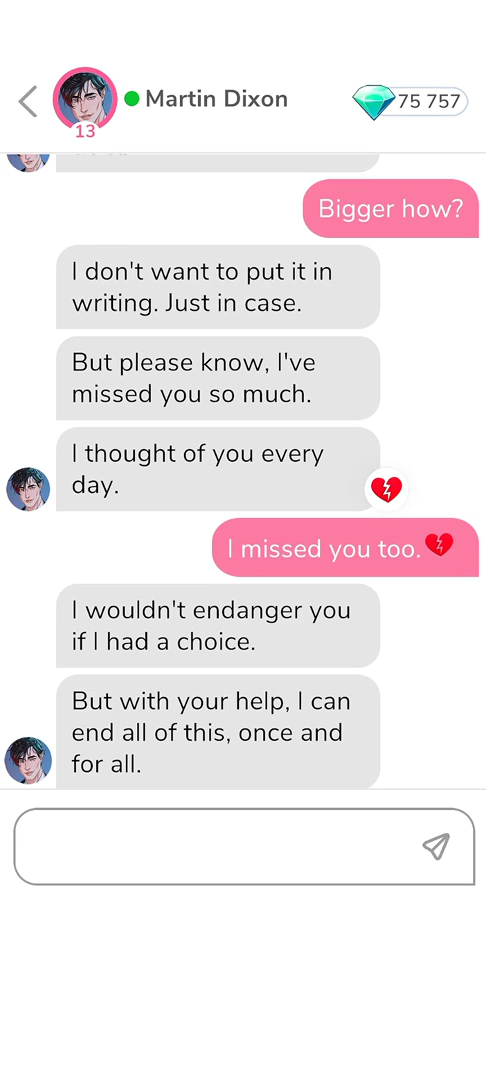 Martin Dixon
75 757
13
Bigger how?
I don't want to put it in
writing. Just in case.
But please know, I've
missed you so much.
I thought of you every
day.
I missed you too.
I wouldn't endanger you
if I had a choice.
But with your help, I can
end all of this, once and
for all.